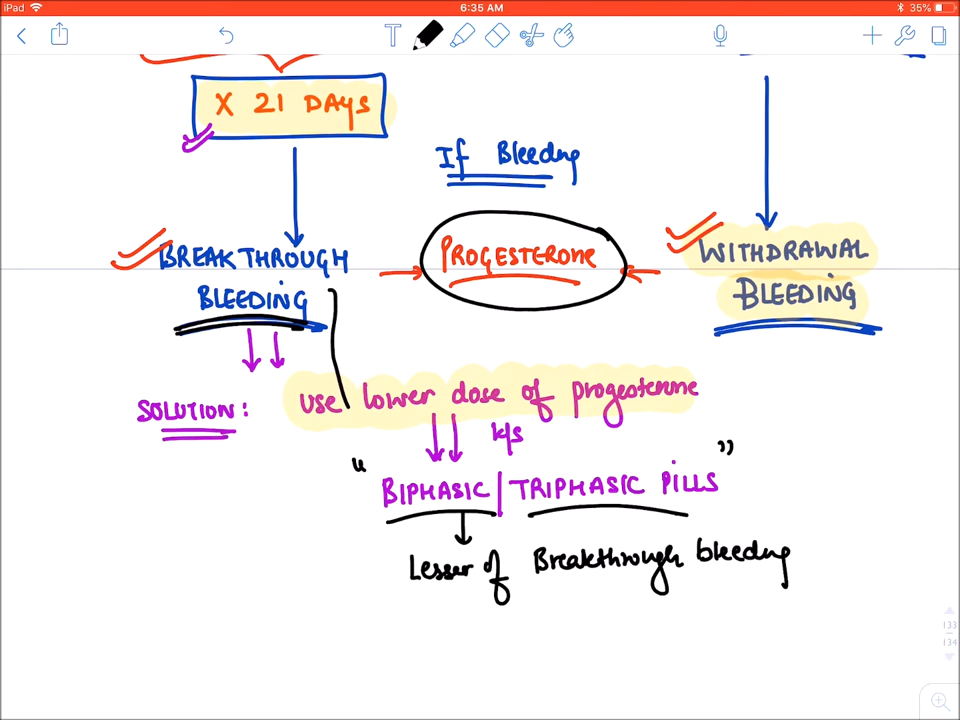 iPad
6:35 AM
35%
T
X 21 DAYS
If Bleeding
BREAKTHROUGH
BLEEDING
PROGESTERONE
WITHDRAWAL
BLEEDING
SOLUTION: use lower dose of progesterone
k/s
"BIPHASIC | TRIPHASIC PILLS"
Lesser of Breakthrough bleeding
133
134